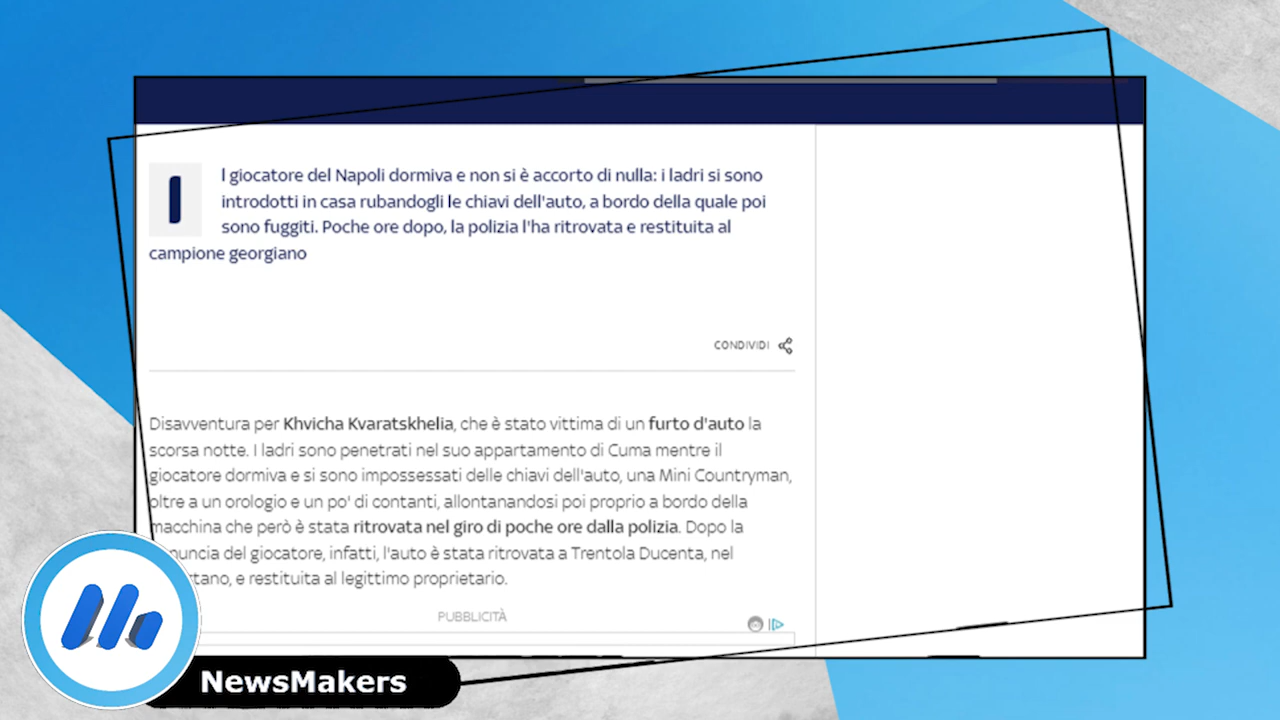 Il giocatore del Napoli dormiva e non si è accorto di nulla: i ladri si sono
introdotti in casa rubandogli le chiavi dell'auto, a bordo della quale poi
sono fuggiti. Poche ore dopo, la polizia l'ha ritrovata e restituita al
campione georgiano
CONDIVIDI
Disavventura per Khvicha Kvaratskhelia, che è stato vittima di un furto d'auto la
scorsa notte. I ladri sono penetrati nel suo appartamento di Cuma mentre il
giocatore dormiva e si sono impossessati delle chiavi dell'auto, una Mini Countryman,
oltre a un orologio e un po' di contanti, allontanandosi poi proprio a bordo della
macchina che però è stata ritrovata nel giro di poche ore dalla polizia. Dopo la
del giocatore, infatti, l'auto è stata ritrovata a Trentola Ducenta, nel
e restituita al legittimo proprietario.
PUBBLICITÀ
NewsMakers